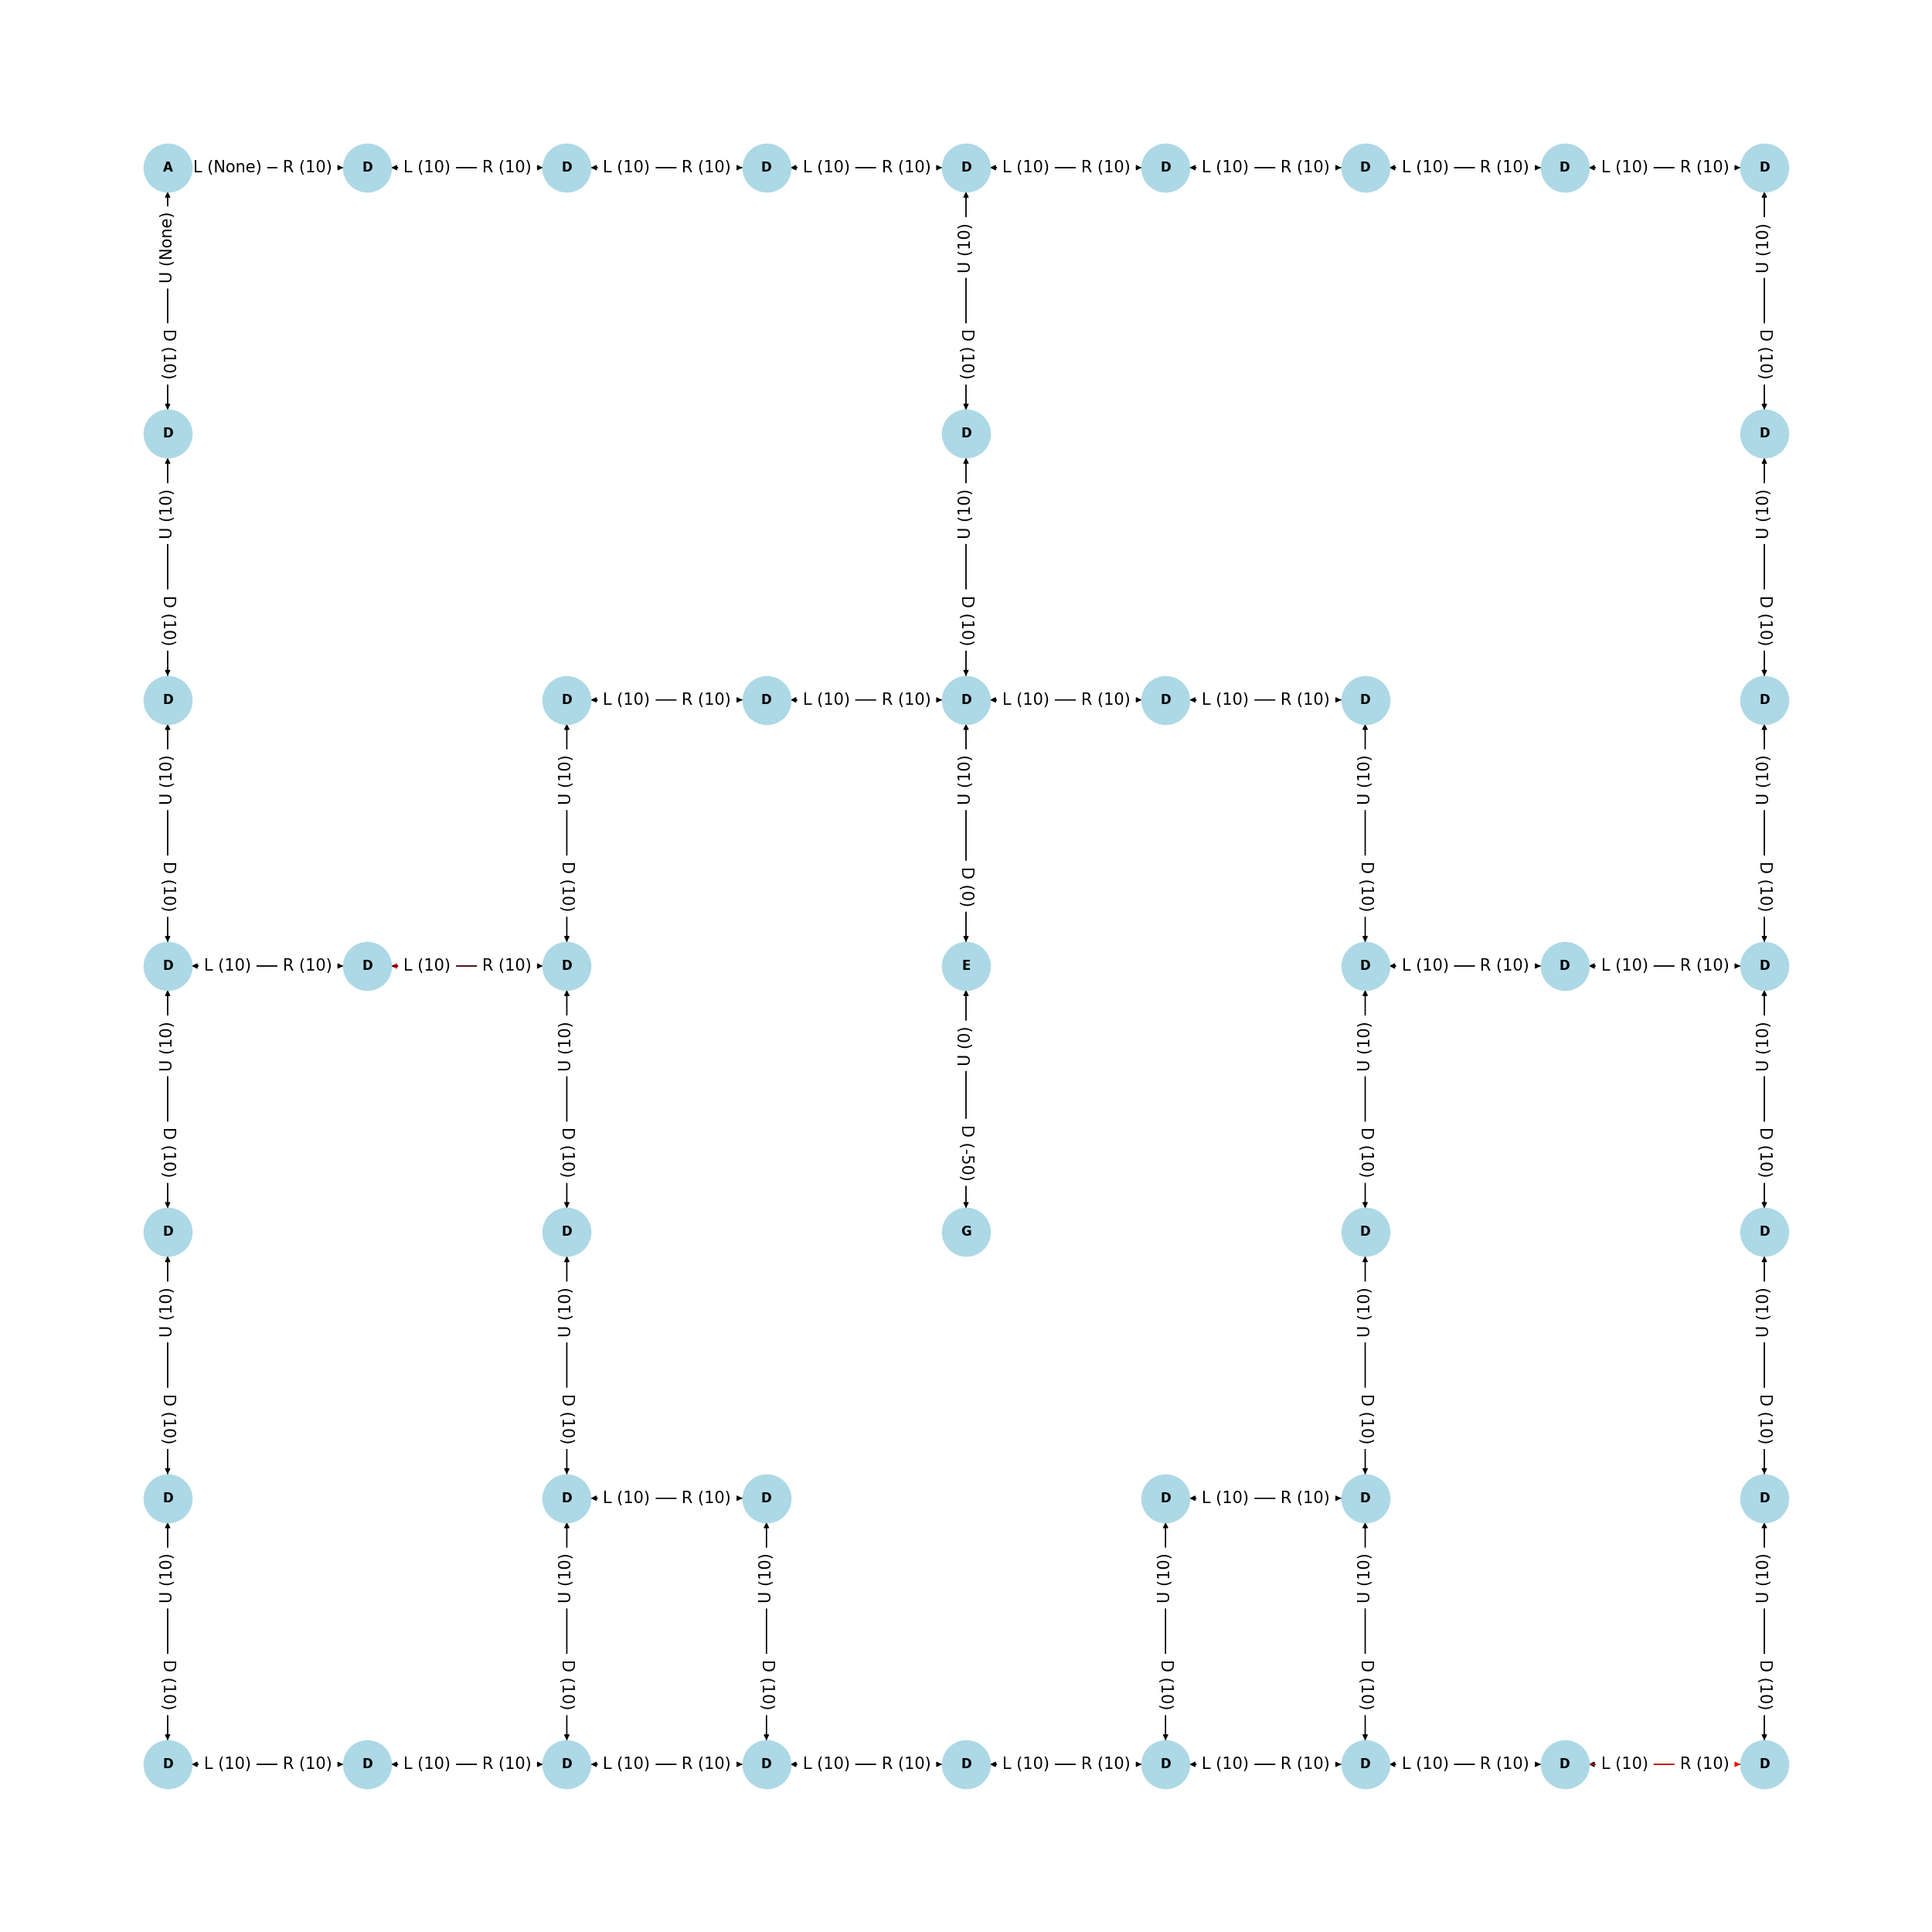 A L (None) R (10) D L (10) R (10) D L (10) R (10) D L (10) R (10) D L (10) R (10) D L (10) R (10) D L (10) R (10) D L (10) R (10) D
U (None) U (10) U (10)
D (10) D (10) D (10)
D D D
U (10) U (10) U (10)
D (10) D (10) D (10)
D D L (10) R (10) D L (10) R (10) D L (10) R (10) D L (10) R (10) D D
U (10) U (10) U (10) U (10) U (10)
D (10) D (10) D (0) D (10) D (10)
D L (10) R (10) D L (10) R (10) D E D L (10) R (10) D L (10) R (10) D
U (10) U (10) U (0) U (10) U (10)
D (10) D (10) D (-50) D (10) D (10)
D D G D D
U (10) U (10) U (10) U (10)
D (10) D (10) D (10) D (10)
D D L (10) R (10) D D L (10) R (10) D D
U (10) U (10) U (10) U (10) U (10) U (10)
D (10) D (10) D (10) D (10) D (10) D (10)
D L (10) R (10) D L (10) R (10) D L (10) R (10) D L (10) R (10) D L (10) R (10) D L (10) R (10) D L (10) R (10) D L (10) R (10) D